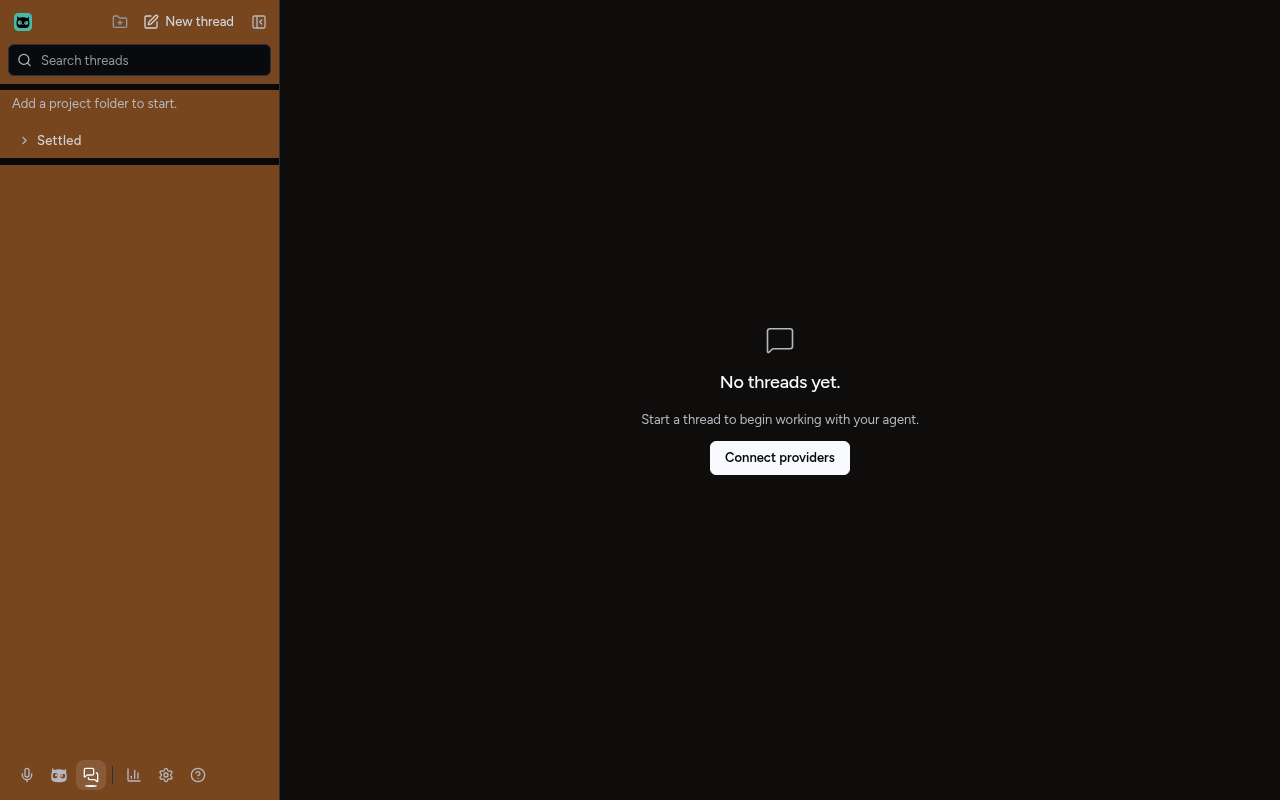 New thread
Search threads
Add a project folder to start.
Settled
No threads yet.
Start a thread to begin working with your agent.
Connect providers